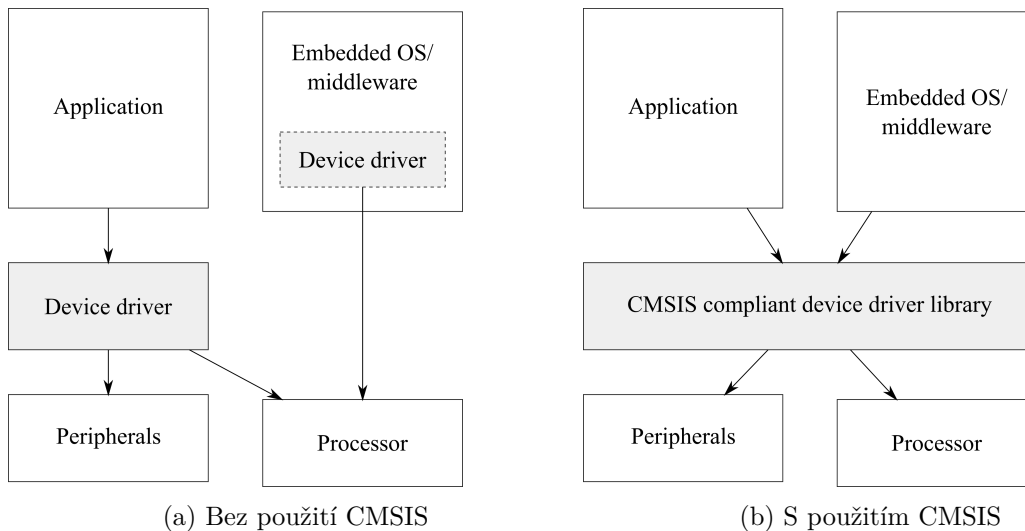 Application
Embedded OS/
middleware
Device driver
Device driver
Peripherals
Processor
(a) Bez použití CMSIS
Application
Embedded OS/
middleware
CMSIS compliant device driver library
Peripherals
Processor
(b) S použitím CMSIS